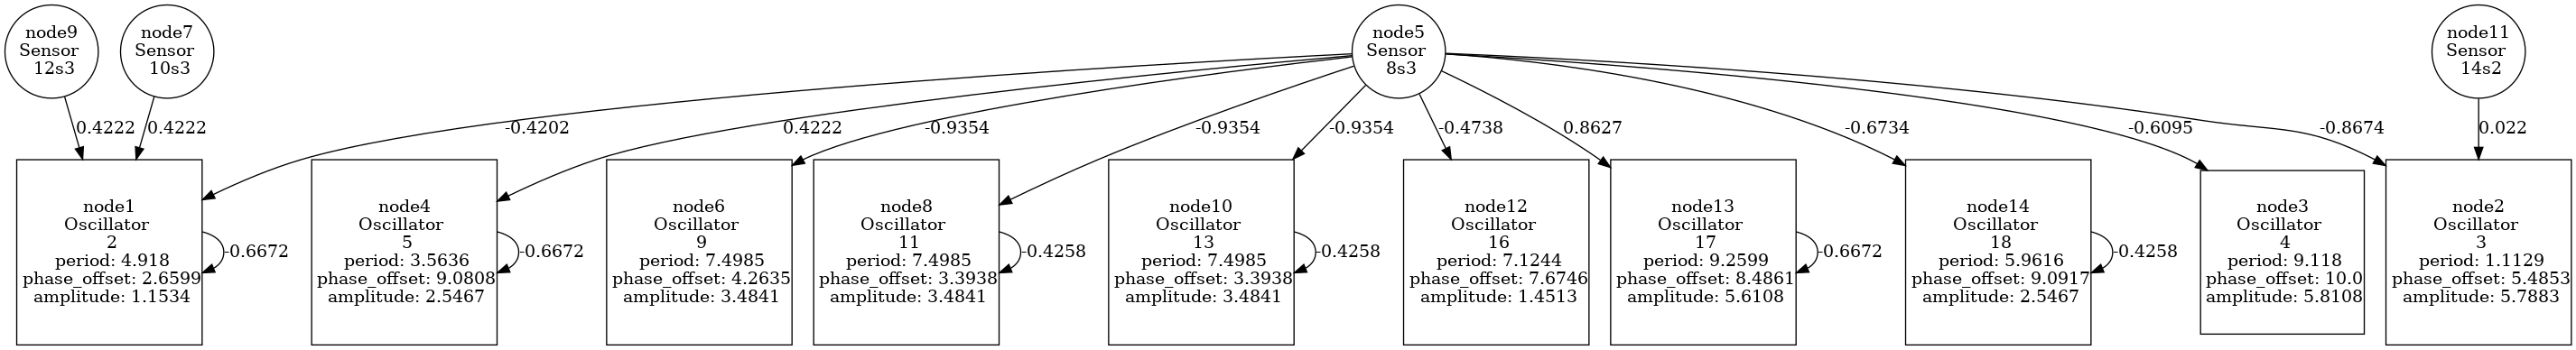 node9
Sensor
12s3
node7
Sensor
10s3
node5
Sensor
8s3
node11
Sensor
14s2
0.4222
0.4222
-0.4202
0.4222
-0.9354
-0.9354
-0.9354
-0.4738
0.8627
-0.6734
-0.6095
-0.8674
0.022
node1
Oscillator
2
period: 4.918
phase_offset: 2.6599
amplitude: 1.1534
-0.6672
node4
Oscillator
5
period: 3.5636
phase_offset: 9.0808
amplitude: 2.5467
-0.6672
node6
Oscillator
9
period: 7.4985
phase_offset: 4.2635
amplitude: 3.4841
node8
Oscillator
11
period: 7.4985
phase_offset: 3.3938
amplitude: 3.4841
-0.4258
node10
Oscillator
13
period: 7.4985
phase_offset: 3.3938
amplitude: 3.4841
-0.4258
node12
Oscillator
16
period: 7.1244
phase_offset: 7.6746
amplitude: 1.4513
node13
Oscillator
17
period: 9.2599
phase_offset: 8.4861
amplitude: 5.6108
-0.6672
node14
Oscillator
18
period: 5.9616
phase_offset: 9.0917
amplitude: 2.5467
-0.4258
node3
Oscillator
4
period: 9.118
phase_offset: 10.0
amplitude: 5.8108
node2
Oscillator
3
period: 1.1129
phase_offset: 5.4853
amplitude: 5.7883